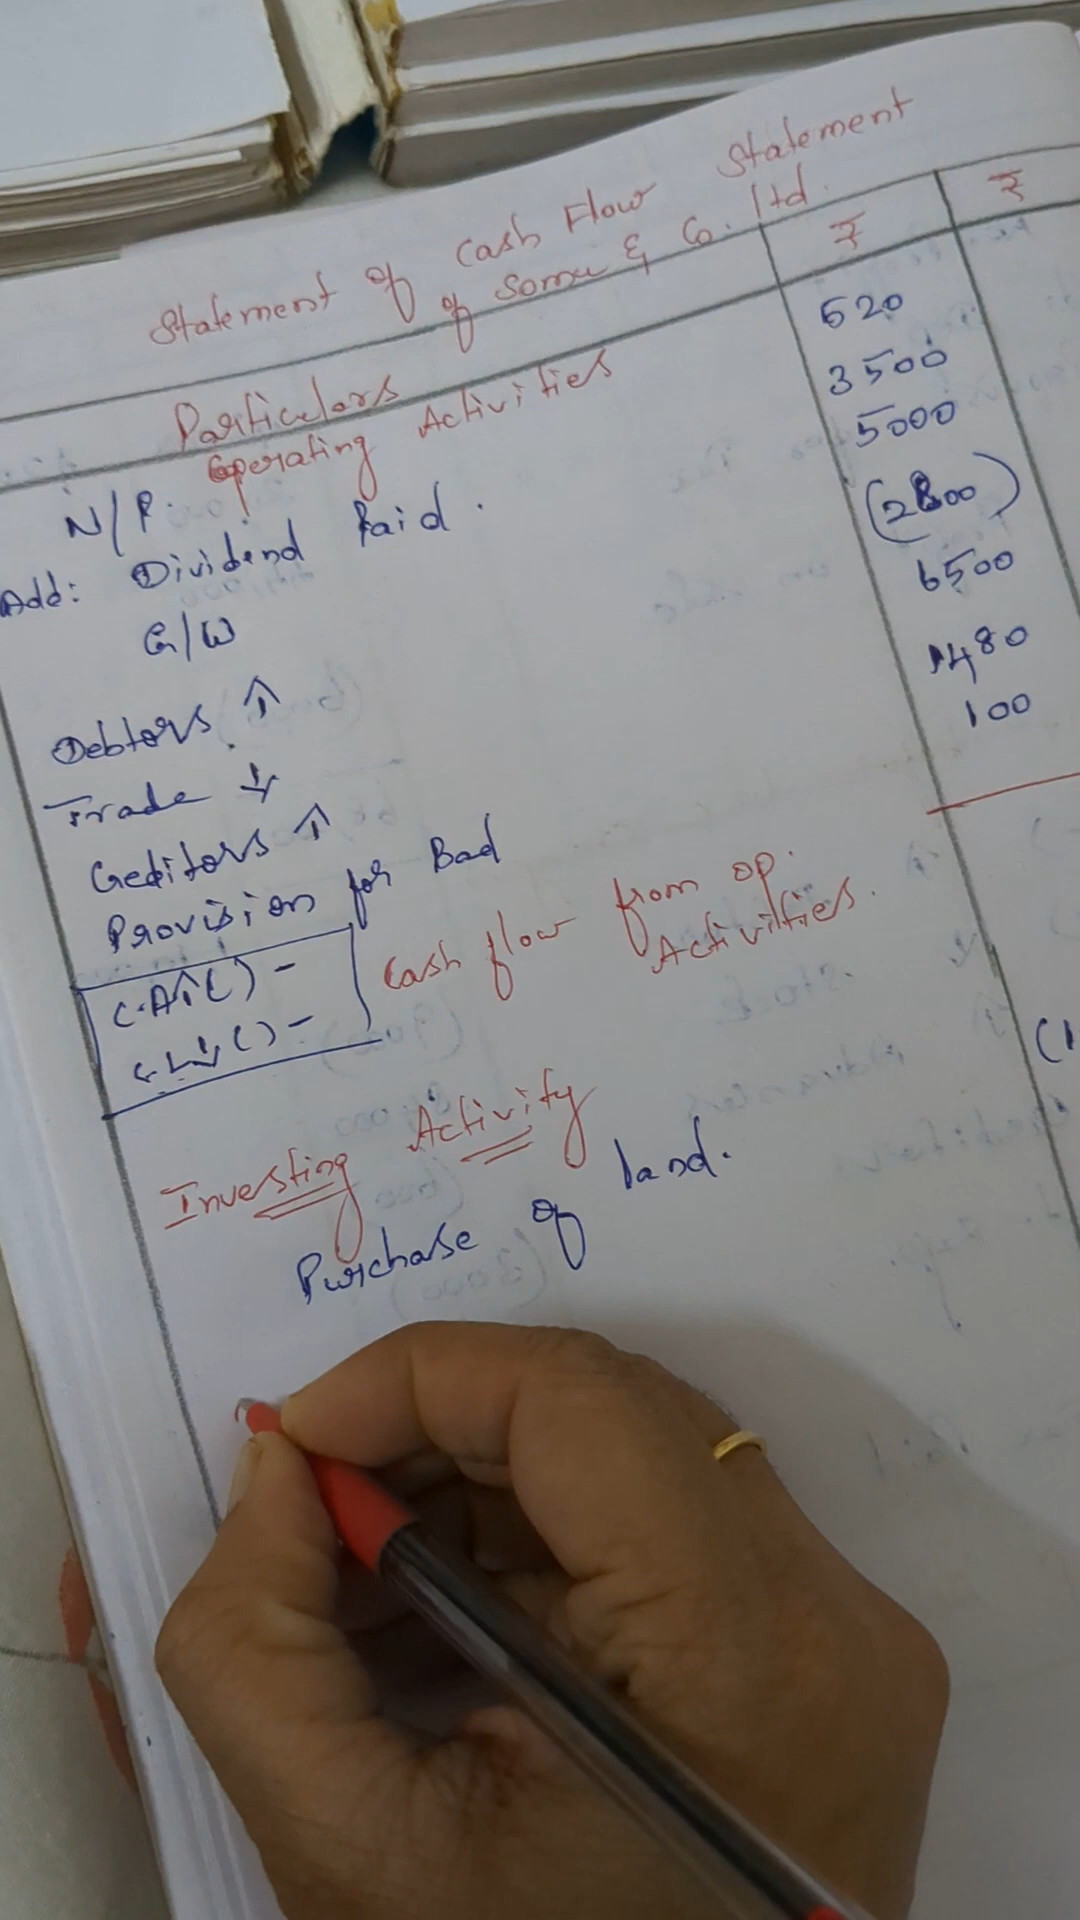 Statement of Cash Flow Statement
of Somu & Co. Ltd.
Particulars ₹ ₹
Operating Activities
N/P. 520
Add: Dividend Paid. 3500
G/W 5000
Debtors ↑ (2800)
Trade ↓ 6500
Creditors ↑ 1480
Provision for Bad 100
C.A↑(-) -
C.L↓(-) -
Cash flow from op.
Activities.
Investing Activity
Purchase of land. (1